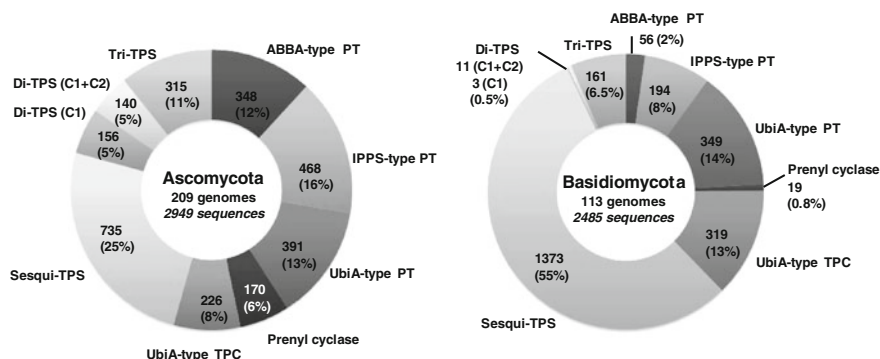 ABBA-type PT
348
(12%)
IPPS-type PT
468
(16%)
UbiA-type PT
391
(13%)
Prenyl cyclase
170
(6%)
UbiA-type TPC
226
(8%)
Sesqui-TPS
735
(25%)
Di-TPS (C1)
156
(5%)
Di-TPS (C1+C2)
140
(5%)
Tri-TPS
315
(11%)
Ascomycota
209 genomes
2949 sequences
ABBA-type PT
56 (2%)
IPPS-type PT
194
(8%)
UbiA-type PT
349
(14%)
Prenyl cyclase
19
(0.8%)
UbiA-type TPC
319
(13%)
Sesqui-TPS
1373
(55%)
Di-TPS
11 (C1+C2)
3 (C1)
(0.5%)
Tri-TPS
161
(6.5%)
Basidiomycota
113 genomes
2485 sequences